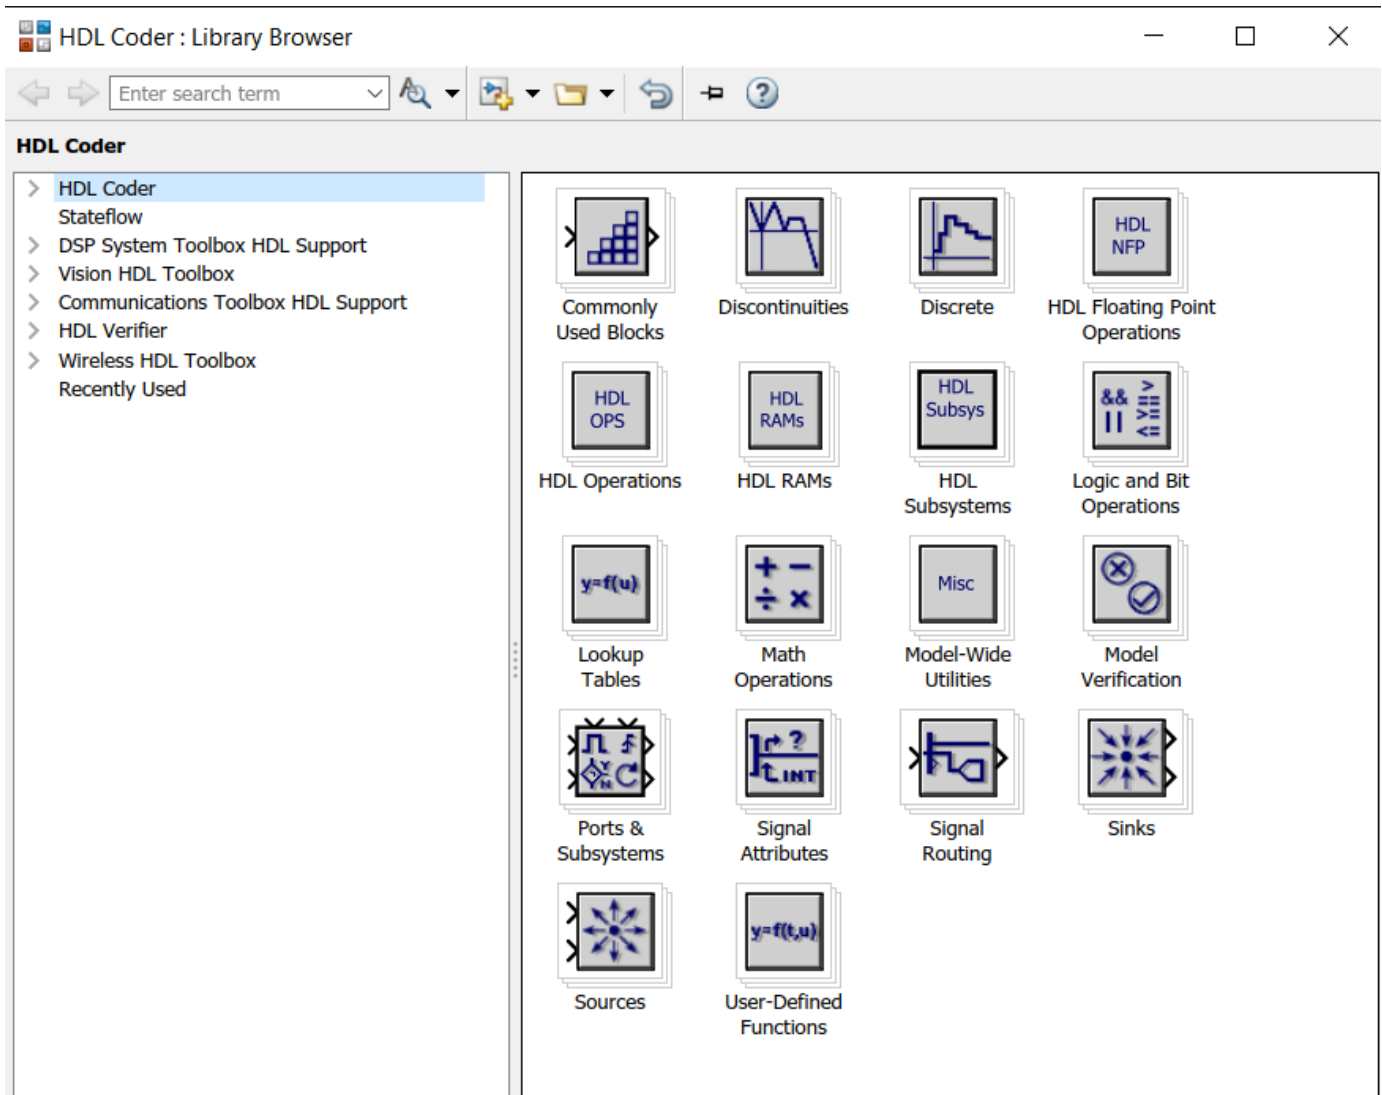 HDL Coder : Library Browser
Enter search term
HDL Coder
HDL Coder
Stateflow
DSP System Toolbox HDL Support
Vision HDL Toolbox
Communications Toolbox HDL Support
HDL Verifier
Wireless HDL Toolbox
Recently Used
HDL
NFP
Commonly
Used Blocks
Discontinuities
Discrete
HDL Floating Point
Operations
HDL
OPS
HDL
RAMs
HDL
Subsys
&& >
==
|| >=
<=
HDL Operations
HDL RAMs
HDL
Subsystems
Logic and Bit
Operations
y=f(u)
+ −
÷ ×
Misc
Lookup
Tables
Math
Operations
Model-Wide
Utilities
Model
Verification
Y
N
?
INT
Ports &
Subsystems
Signal
Attributes
Signal
Routing
Sinks
y=f(t,u)
Sources
User-Defined
Functions